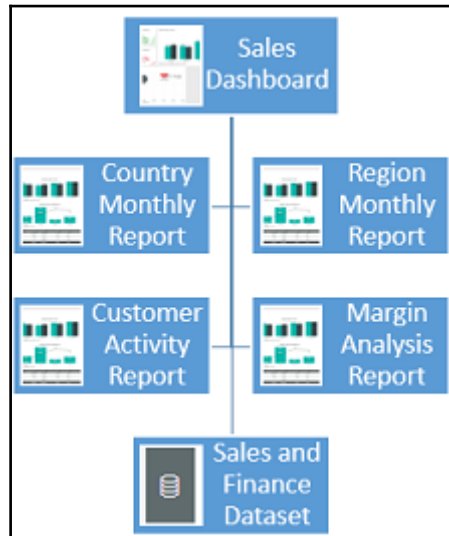 Sales
Dashboard
Country
Monthly
Report
Region
Monthly
Report
Customer
Activity
Report
Margin
Analysis
Report
Sales and
Finance
Dataset